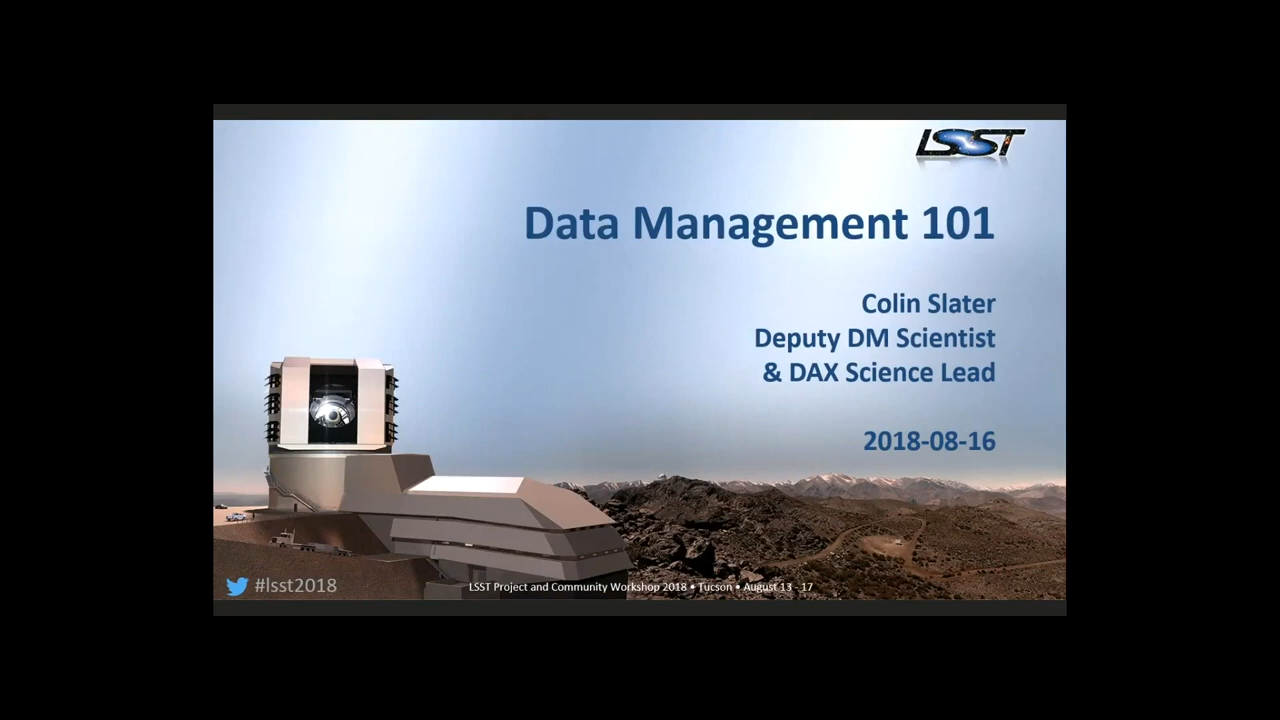 LSST
Data Management 101
Colin Slater
Deputy DM Scientist
& DAX Science Lead
2018-08-16
#lsst2018
LSST Project and Community Workshop 2018 • Tucson • August 13 - 17